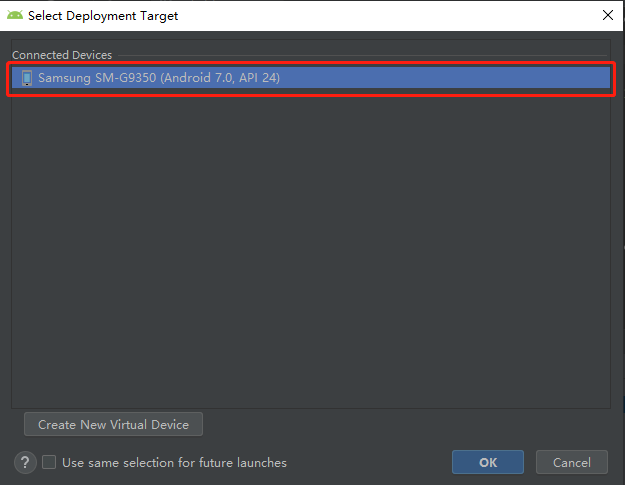 Select Deployment Target
Connected Devices
Samsung SM-G9350 (Android 7.0, API 24)
Create New Virtual Device
? Use same selection for future launches
OK
Cancel